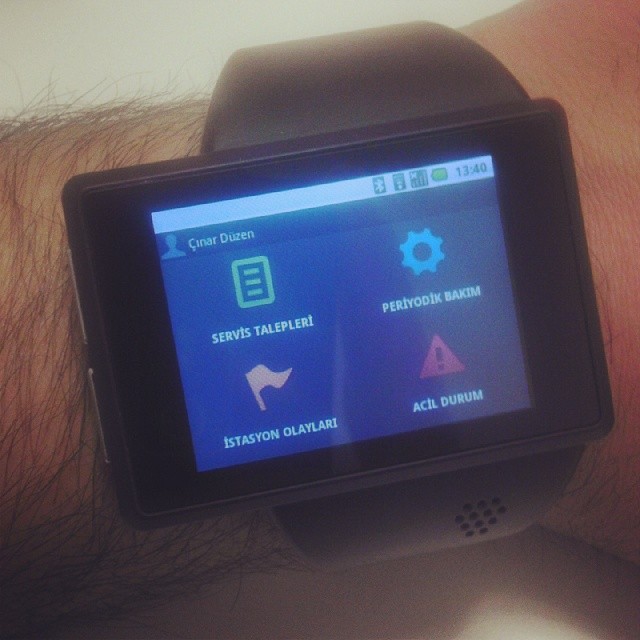 13:40
Çınar Düzen
SERVİS TALEPLERİ
PERİYODİK BAKIM
İSTASYON OLAYLARI
ACİL DURUM